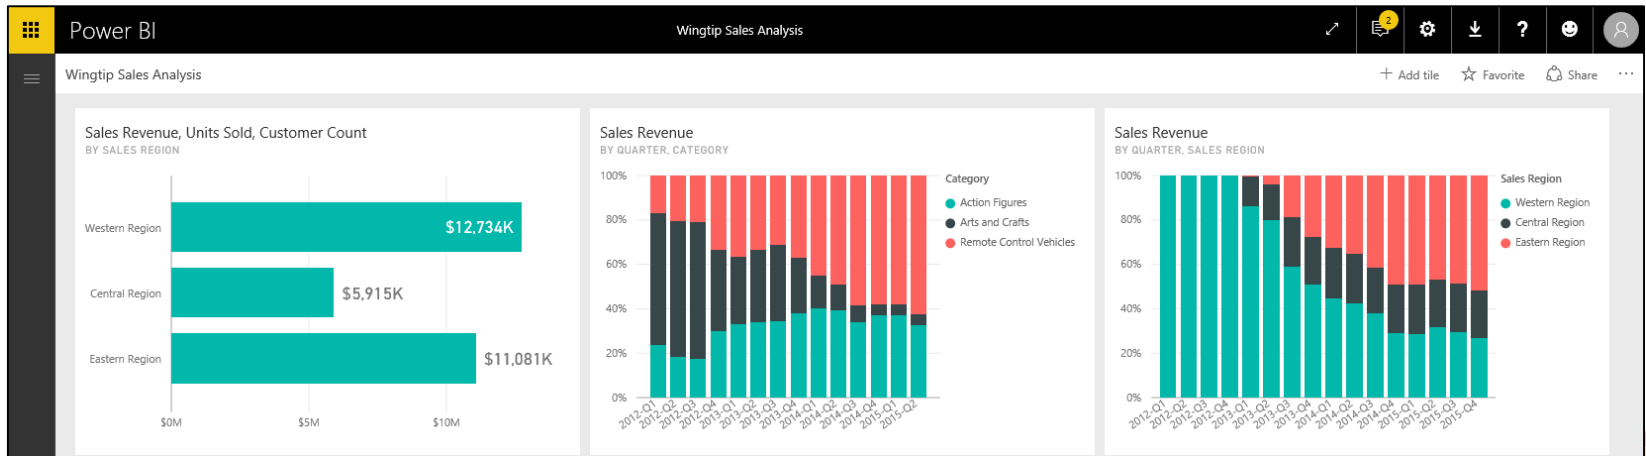 Power BI
Wingtip Sales Analysis
2
?
Wingtip Sales Analysis
Add tile
Favorite
Share
Sales Revenue, Units Sold, Customer Count
BY SALES REGION
Western Region
$12,734K
Central Region
$5,915K
Eastern Region
$11,081K
$0M
$5M
$10M
Sales Revenue
BY QUARTER, CATEGORY
100%
80%
60%
40%
20%
0%
2012-Q1
2012-Q2
2012-Q3
2012-Q4
2013-Q1
2013-Q2
2013-Q3
2013-Q4
2014-Q1
2014-Q2
2014-Q3
2014-Q4
2015-Q1
2015-Q2
Category
Action Figures
Arts and Crafts
Remote Control Vehicles
Sales Revenue
BY QUARTER, SALES REGION
100%
80%
60%
40%
20%
0%
2012-Q1
2012-Q2
2012-Q3
2012-Q4
2013-Q1
2013-Q2
2013-Q3
2013-Q4
2014-Q1
2014-Q2
2014-Q3
2014-Q4
2015-Q1
2015-Q2
2015-Q3
2015-Q4
Sales Region
Western Region
Central Region
Eastern Region